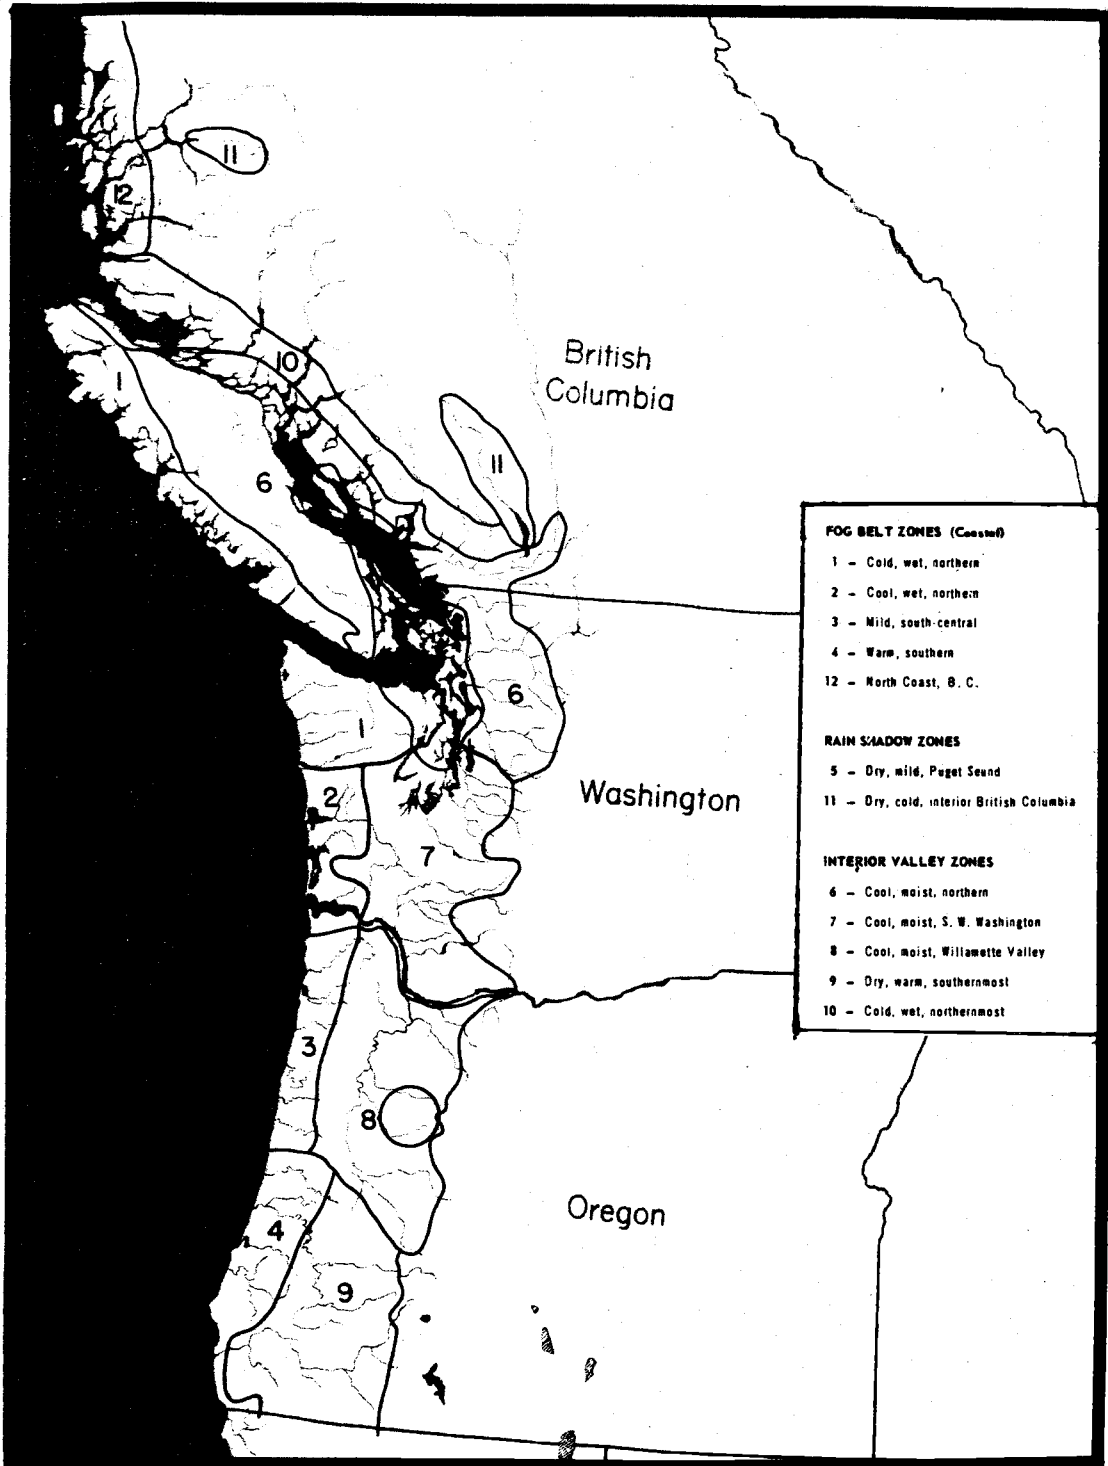 11
12
10
British
Columbia
1
11
6
6
1
Washington
2
7
3
8
Oregon
4
9
FOG BELT ZONES (Coastal)
1 - Cold, wet, northern
2 - Cool, wet, northern
3 - Mild, south-central
4 - Warm, southern
12 - North Coast, B. C.
RAIN SHADOW ZONES
5 - Dry, mild, Puget Sound
11 - Dry, cold, interior British Columbia
INTERIOR VALLEY ZONES
6 - Cool, moist, northern
7 - Cool, moist, S. W. Washington
8 - Cool, moist, Willamette Valley
9 - Dry, warm, southernmost
10 - Cold, wet, northernmost